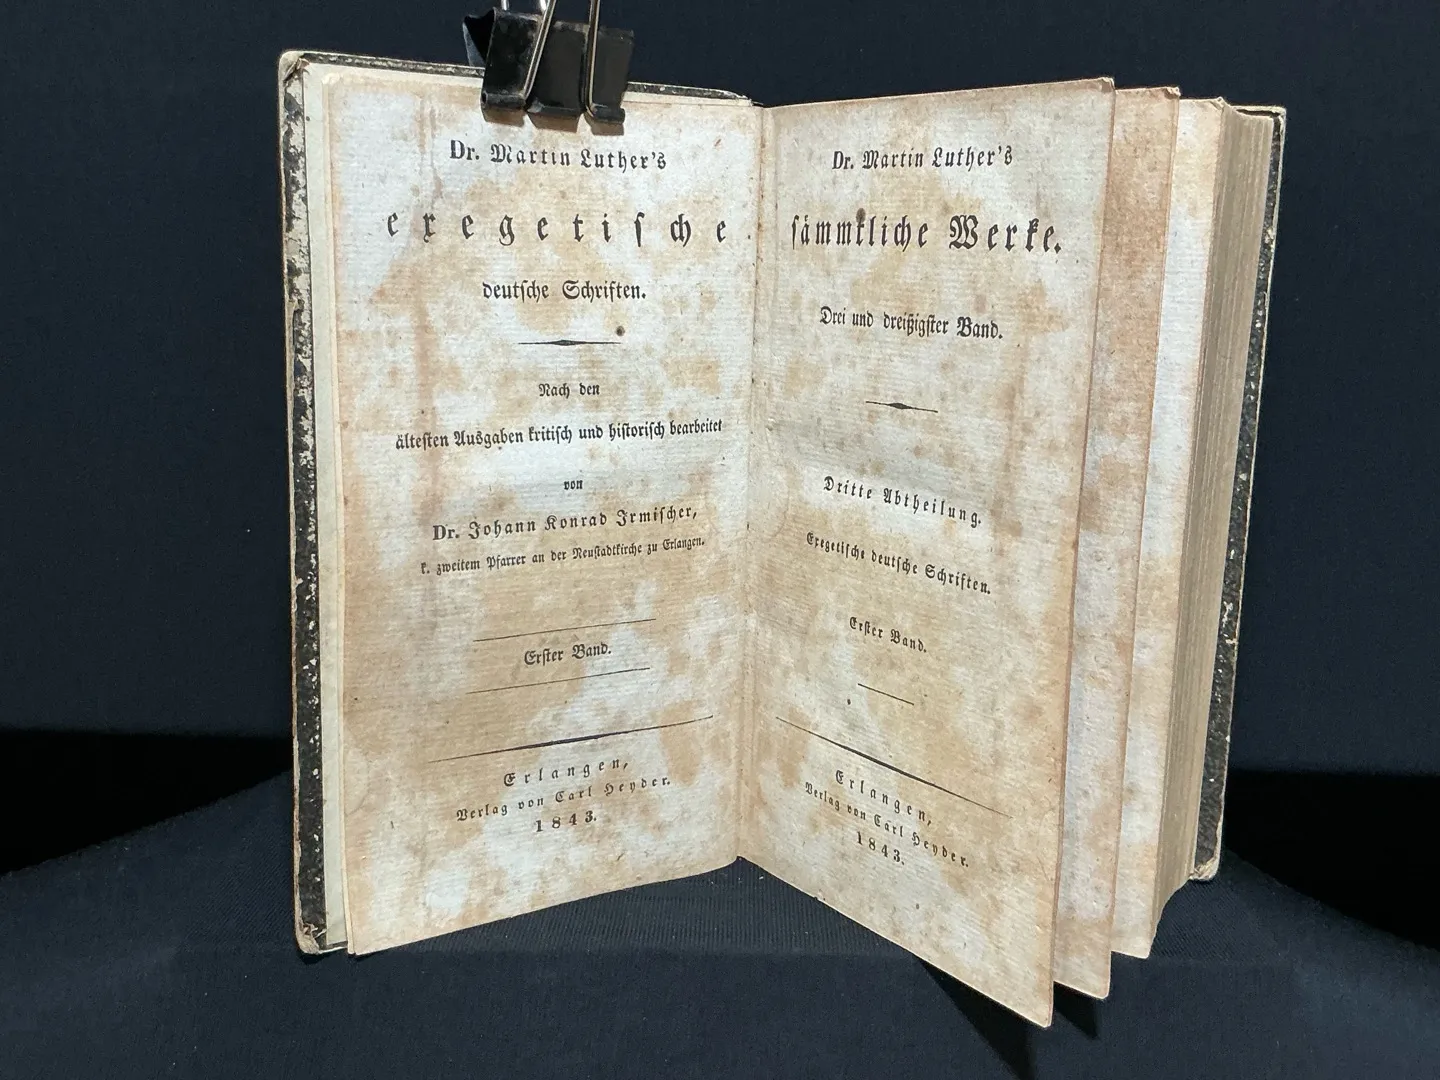 Dr. Martin Luther's
exegetische
deutsche Schriften.
Nach den
ältesten Ausgaben kritisch und historisch bearbeitet
von
Dr. Johann Konrad Irmischer,
k. zweitem Pfarrer an der Neustadtkirche zu Erlangen.
Erster Band.
Erlangen,
Verlag von Carl Heyder.
1843.
Dr. Martin Luther's
sämmtliche Werke.
Drei und dreißigster Band.
Dritte Abtheilung.
Exegetische deutsche Schriften.
Erster Band.
Erlangen,
Verlag von Carl Heyder.
1843.